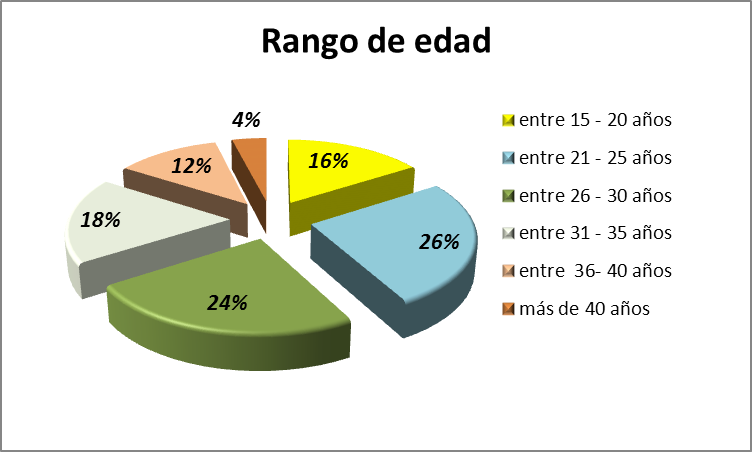 Rango de edad
4%
16%
12%
18%
26%
24%
entre 15 - 20 años
entre 21 - 25 años
entre 26 - 30 años
entre 31 - 35 años
entre  36- 40 años
más de 40 años